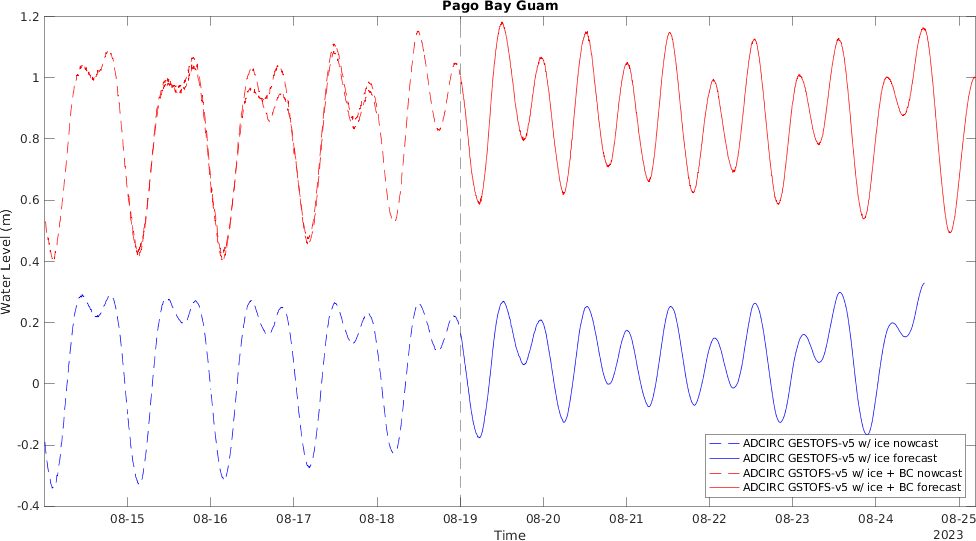 Pago Bay Guam
1.2
1
0.8
0.6
0.4
0.2
0
-0.2
-0.4
Water Level (m)
08-15 08-16 08-17 08-18 08-19 08-20 08-21 08-22 08-23 08-24 08-25
2023
Time
ADCIRC GESTOFS-v5 w/ ice nowcast
ADCIRC GESTOFS-v5 w/ ice forecast
ADCIRC GSTOFS-v5 w/ ice + BC nowcast
ADCIRC GSTOFS-v5 w/ ice + BC forecast